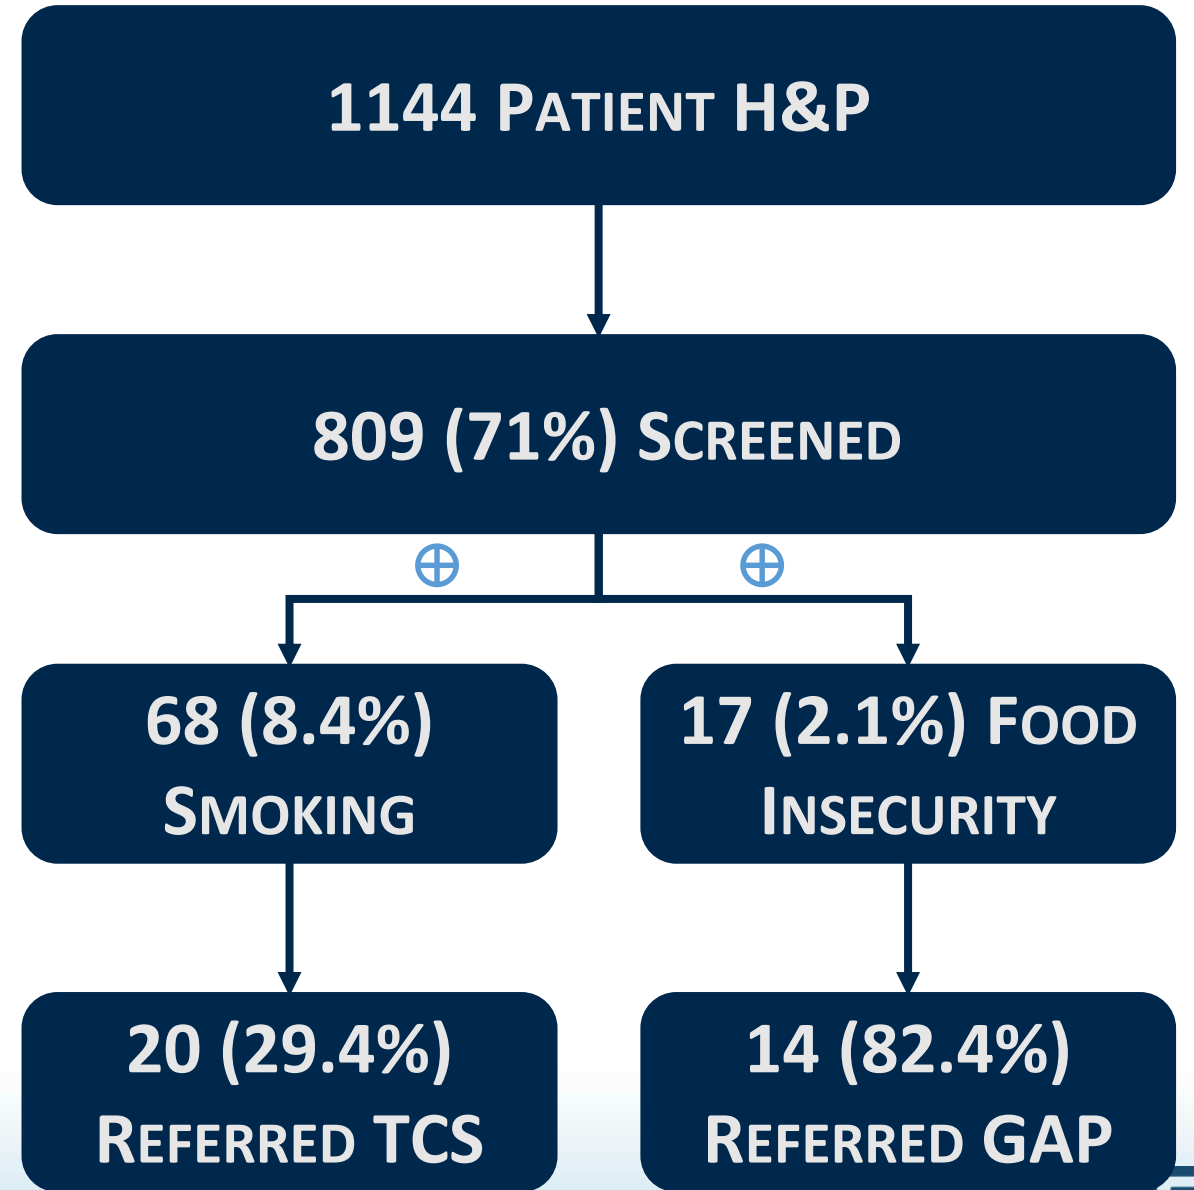 1144 PATIENT H&P
809 (71%) SCREENED
68 (8.4%)
SMOKING
17 (2.1%) FOOD
INSECURITY
20 (29.4%)
REFERRED TCS
14 (82.4%)
REFERRED GAP